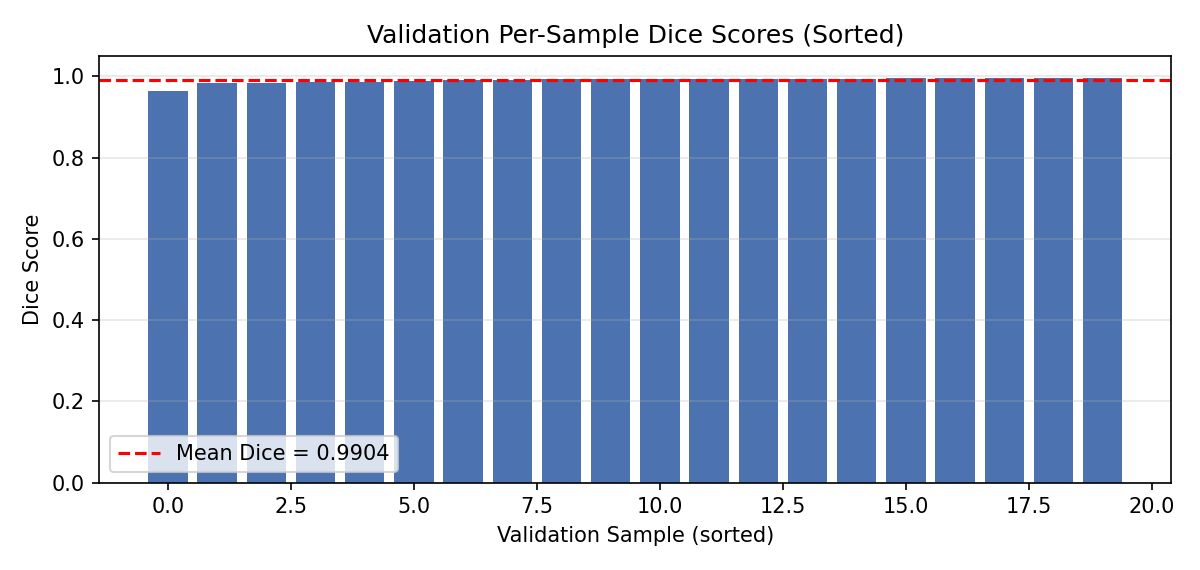 Validation Per-Sample Dice Scores (Sorted)
Dice Score
1.0
0.8
0.6
0.4
0.2
0.0
Mean Dice = 0.9904
0.0 2.5 5.0 7.5 10.0 12.5 15.0 17.5 20.0
Validation Sample (sorted)